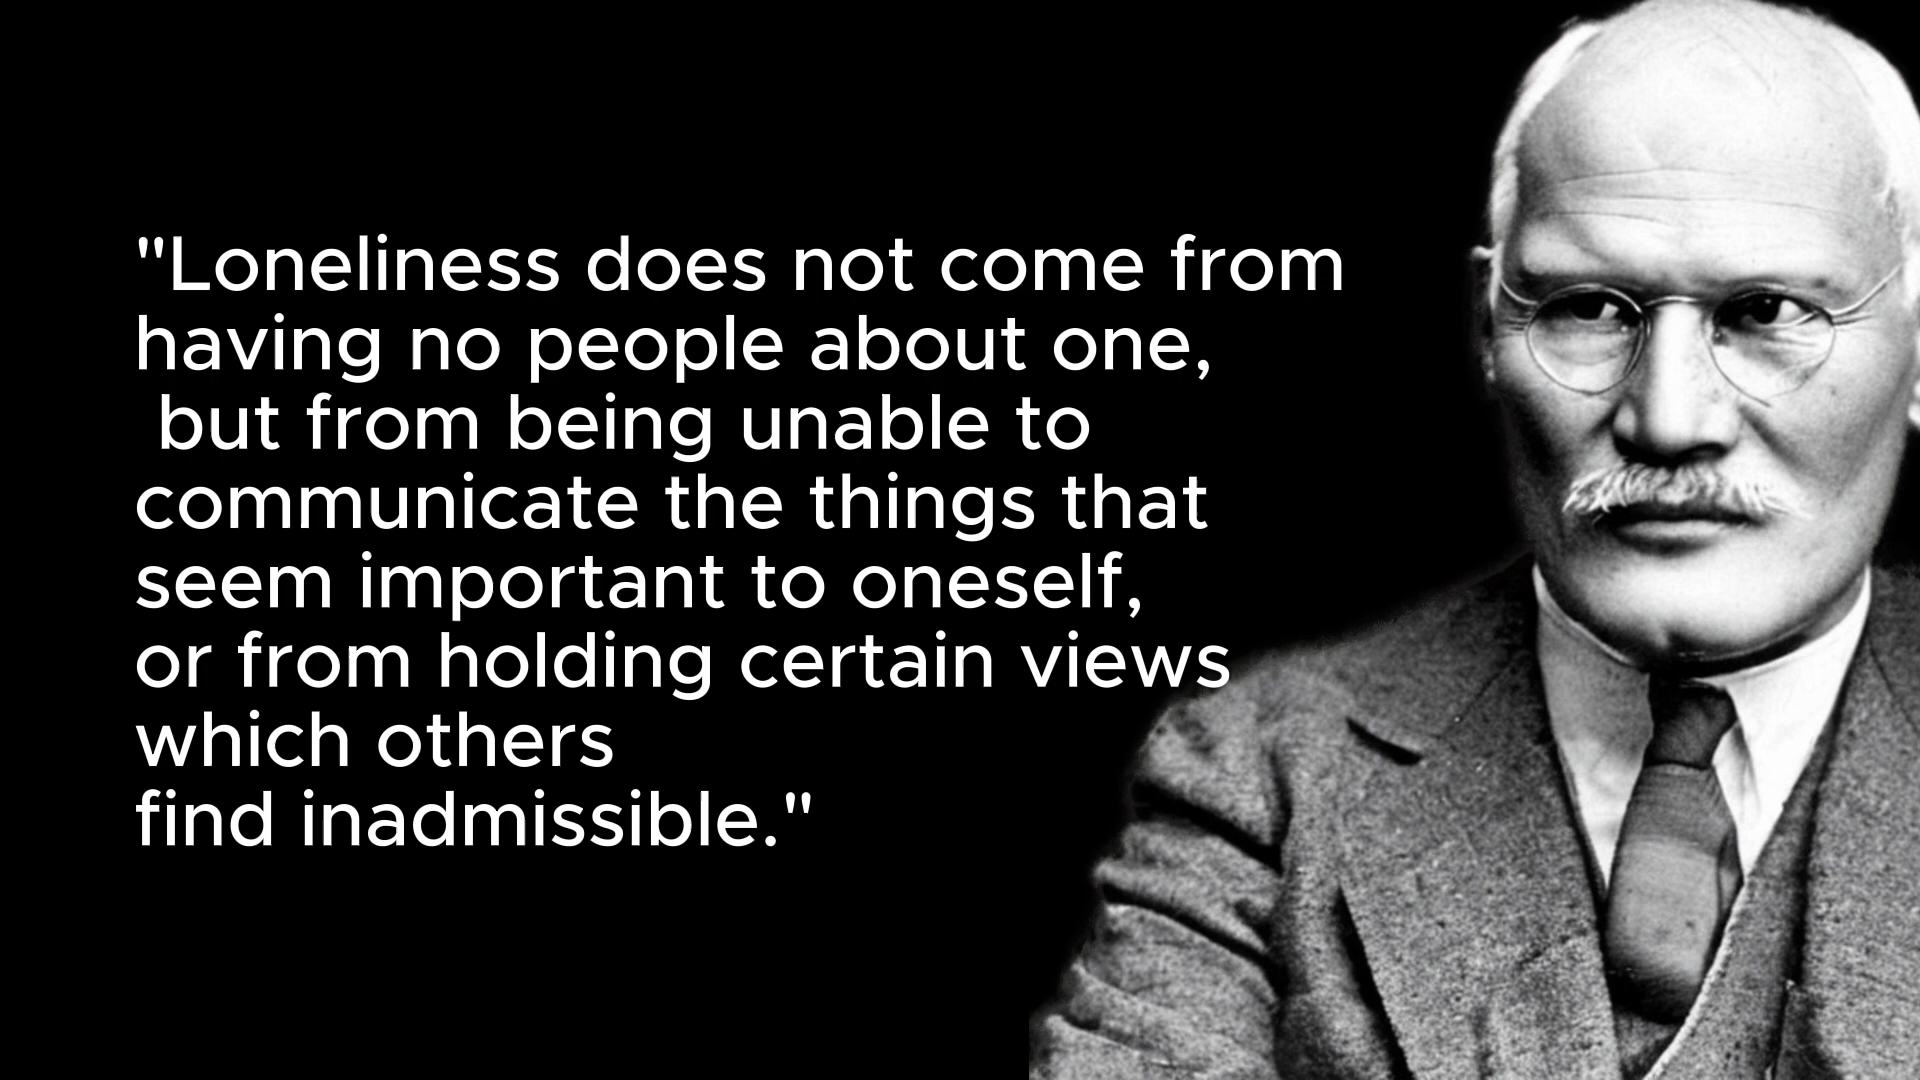 "Loneliness does not come from
having no people about one,
but from being unable to
communicate the things that
seem important to oneself,
or from holding certain views
which others
find inadmissible."